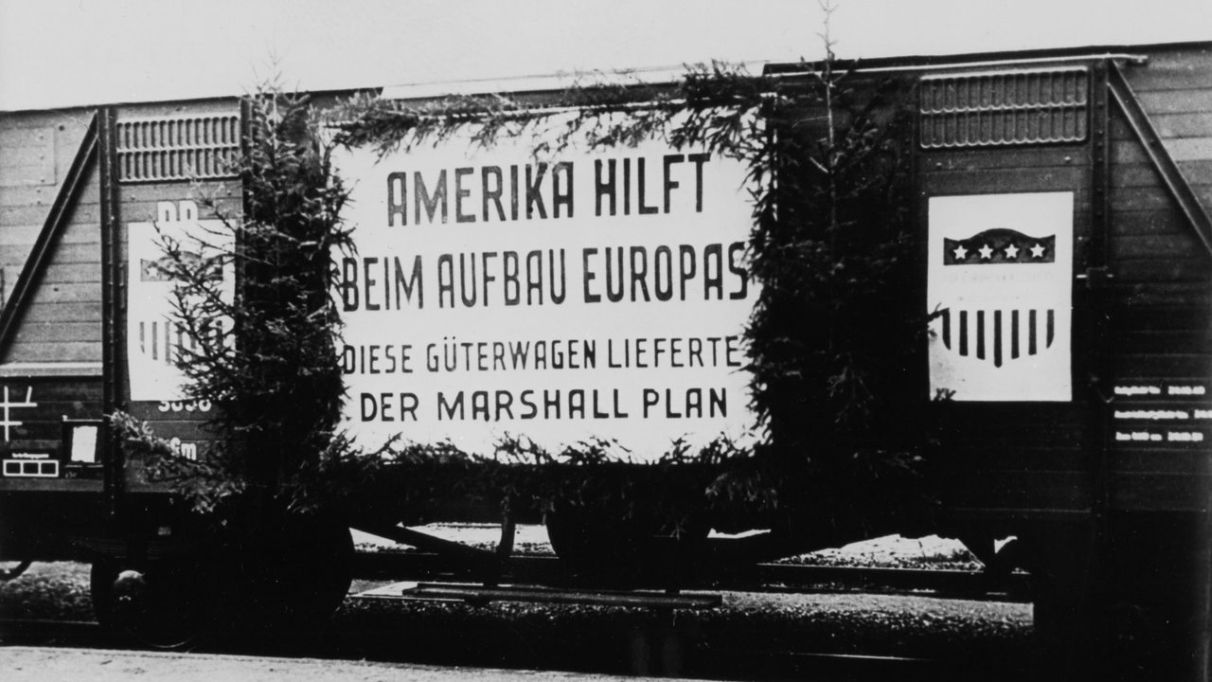 AMERIKA HILFT
BEIM AUFBAU EUROPAS
DIESE GÜTERWAGEN LIEFERTE
DER MARSHALL PLAN